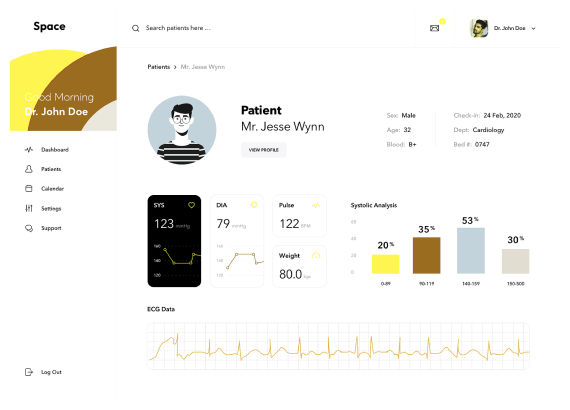 Space
Search patients here ...
Mr. John Doe
Good Morning
Dr. John Doe
Dashboard
Patients
Calendar
Settings
Support
Log Out
Patients > Mr. Jesse Wynn
Patient
Mr. Jesse Wynn
VIEW PROFILE
Sex: Male
Age: 32
Blood: B+
Check-in: 24 Feb, 2020
Dept: Cardiology
Bed #: 0747
SYS
123 mmHg
160
140
120
DIA
79 mmHg
160
140
120
Pulse
122 BPM
Weight
80.0 kgs
Systolic Analysis
60
40
20
0
20%
35%
53%
30%
0-89
90-119
140-159
150-500
ECG Data